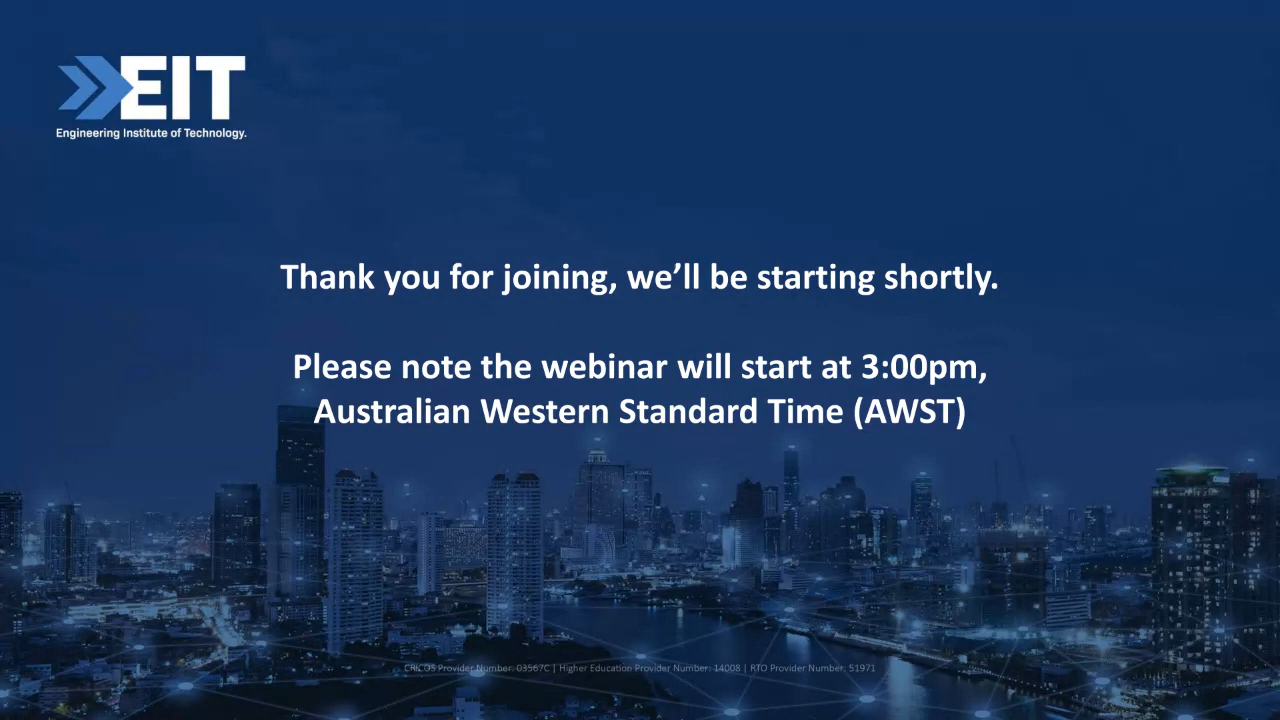 EIT
Engineering Institute of Technology.
Thank you for joining, we’ll be starting shortly.
Please note the webinar will start at 3:00pm,
Australian Western Standard Time (AWST)
CRICOS Provider Number: 03567C | Higher Education Provider Number: 14008 | RTO Provider Number: 51971